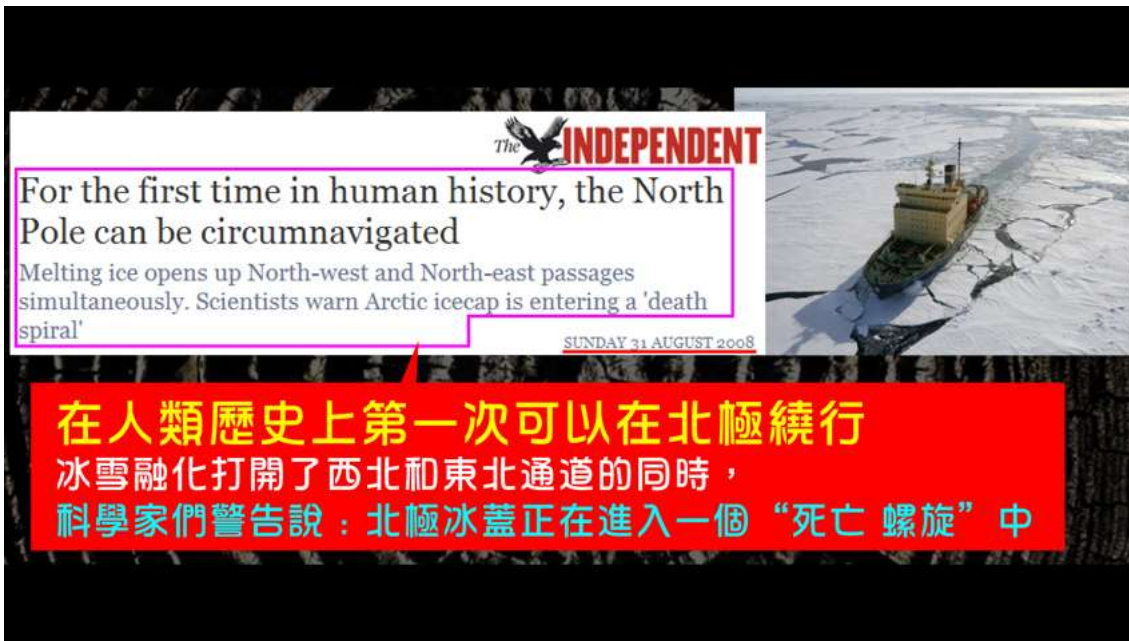 The INDEPENDENT
For the first time in human history, the North
Pole can be circumnavigated
Melting ice opens up North-west and North-east passages
simultaneously. Scientists warn Arctic icecap is entering a 'death
spiral'
SUNDAY 31 AUGUST 2008
在人類歷史上第一次可以在北極繞行
冰雪融化打開了西北和東北通道的同時，
科學家們警告說：北極冰蓋正在進入一個“死亡 螺旋”中